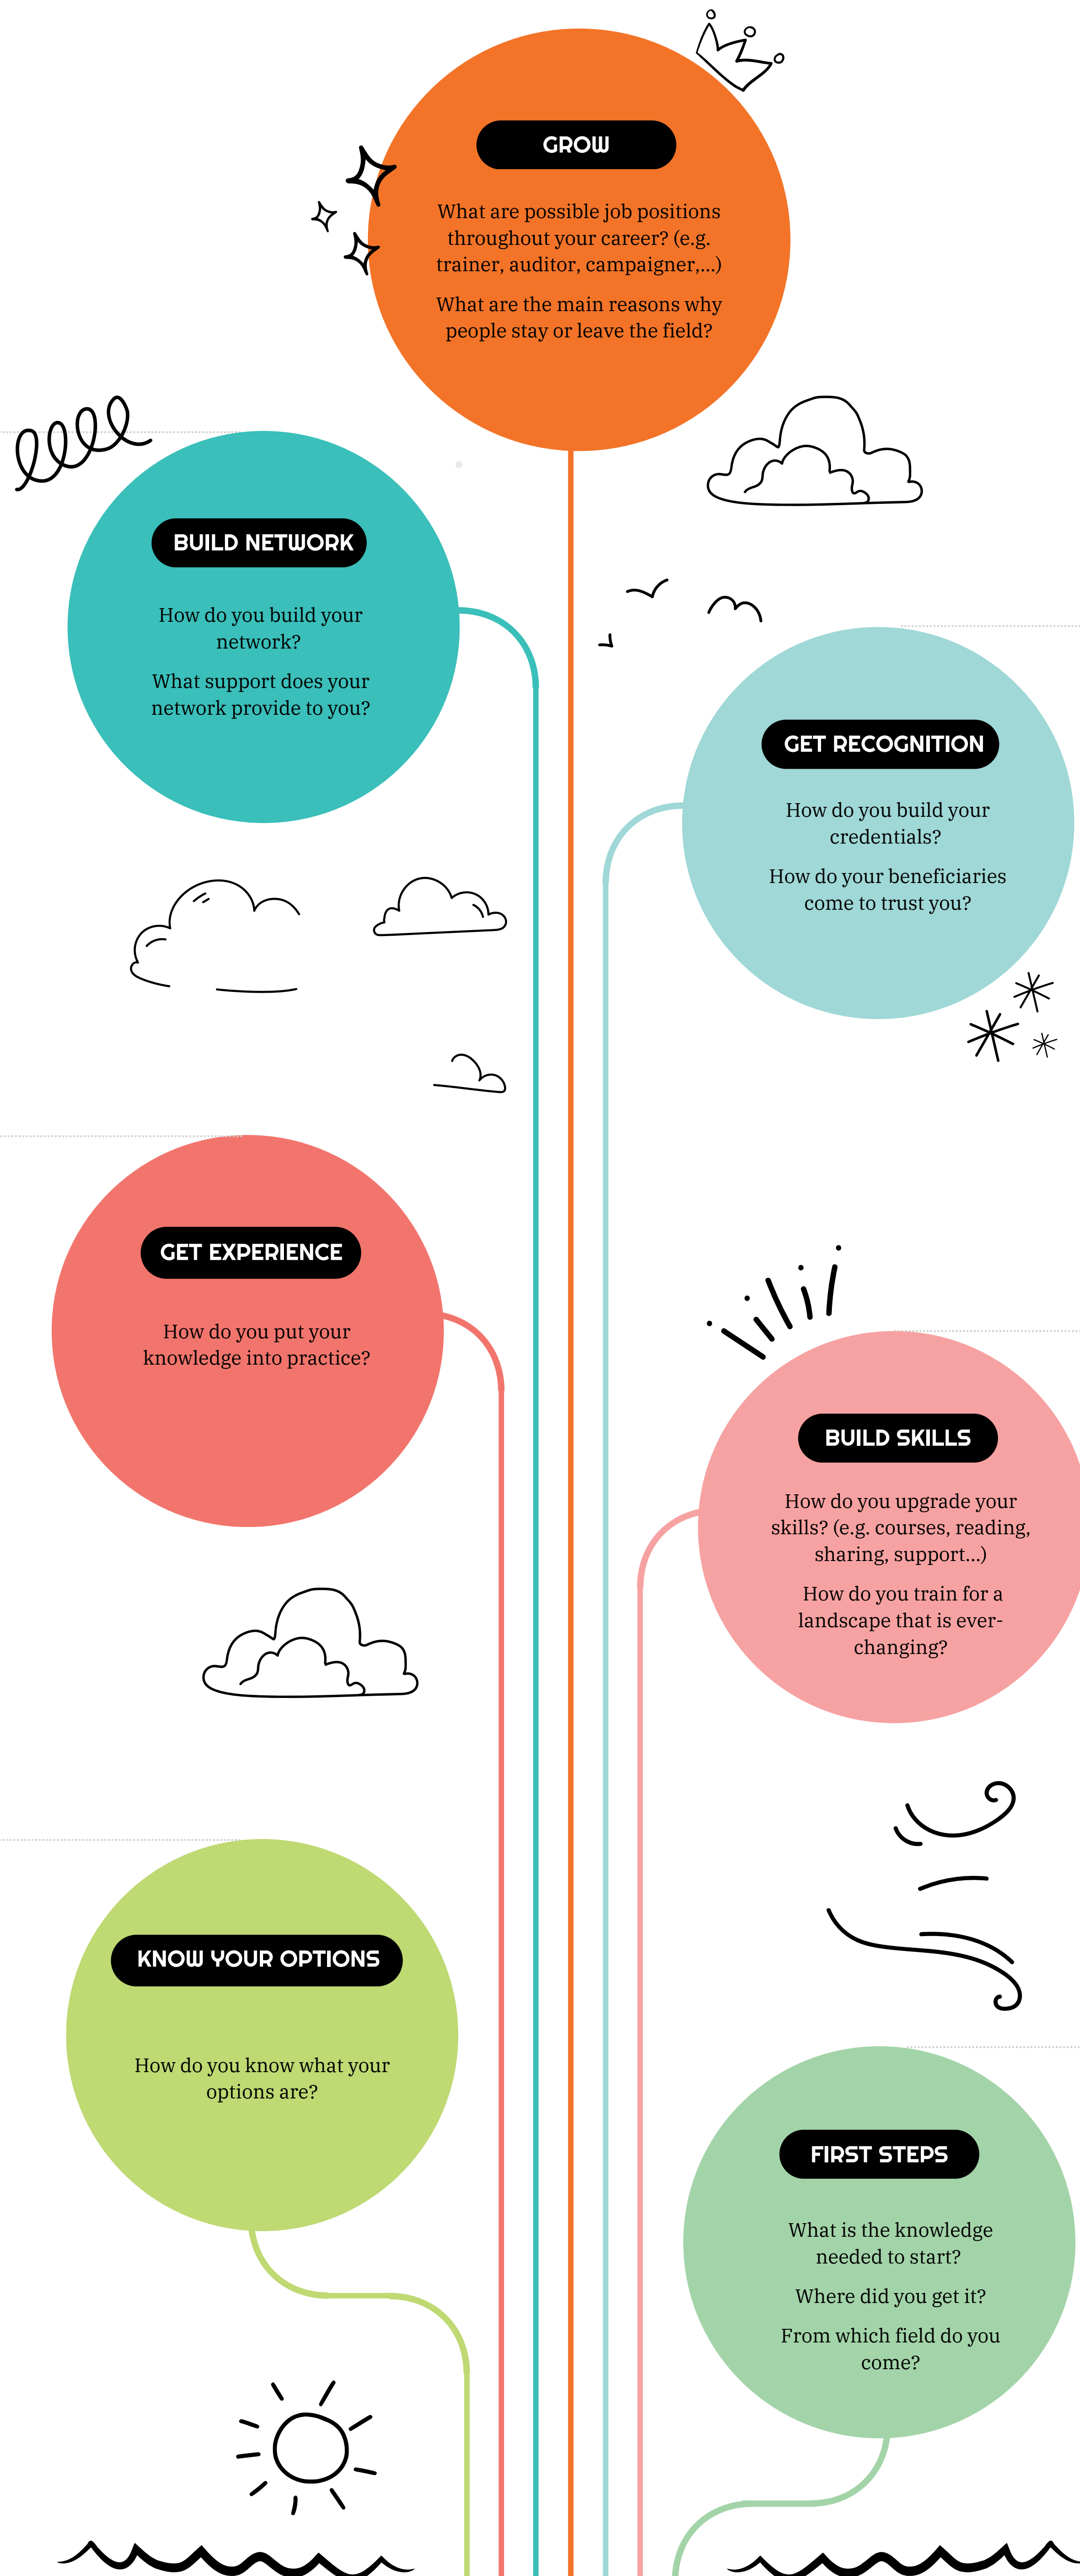 GROW
What are possible job positions
throughout your career? (e.g.
trainer, auditor, campaigner,...)
What are the main reasons why
people stay or leave the field?
BUILD NETWORK
How do you build your
network?
What support does your
network provide to you?
GET RECOGNITION
How do you build your
credentials?
How do your beneficiaries
come to trust you?
GET EXPERIENCE
How do you put your
knowledge into practice?
BUILD SKILLS
How do you upgrade your
skills? (e.g. courses, reading,
sharing, support...)
How do you train for a
landscape that is ever-
changing?
KNOW YOUR OPTIONS
How do you know what your
options are?
FIRST STEPS
What is the knowledge
needed to start?
Where did you get it?
From which field do you
come?